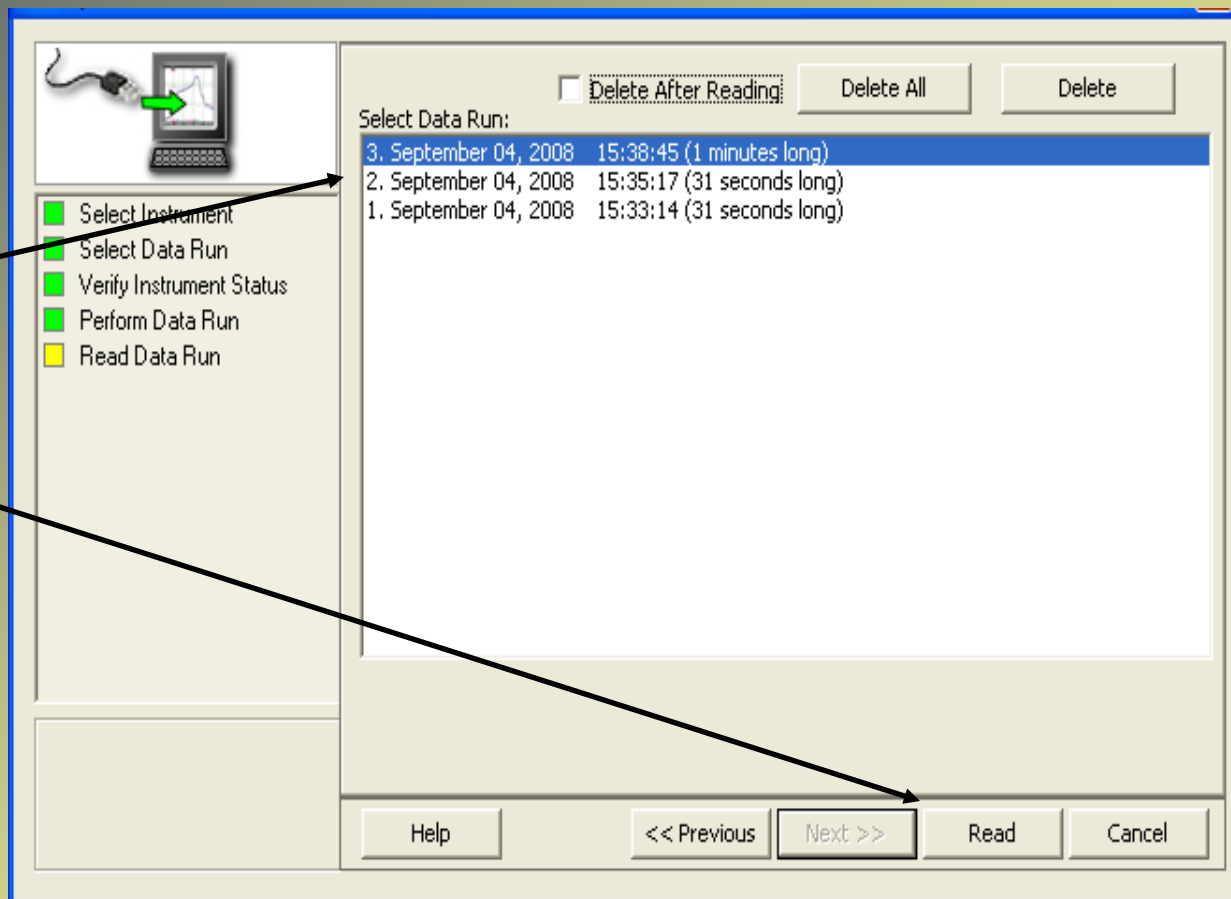 Delete After Reading
Delete All
Delete
Select Data Run:
3. September 04, 2008 15:38:45 (1 minutes long)
2. September 04, 2008 15:35:17 (31 seconds long)
1. September 04, 2008 15:33:14 (31 seconds long)
Select Instrument
Select Data Run
Verify Instrument Status
Perform Data Run
Read Data Run
Help
<< Previous
Next >>
Read
Cancel